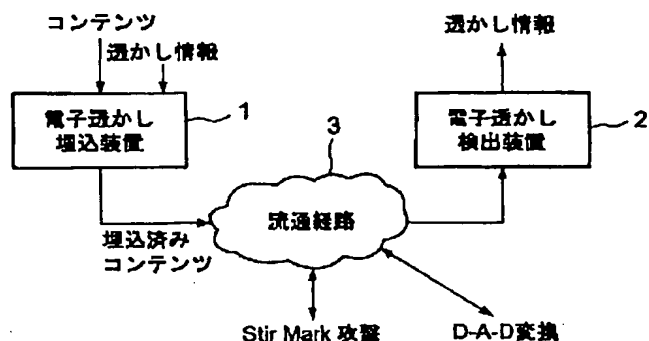 コンテンツ
透かし情報
電子透かし
埋込装置
1
埋込済み
コンテンツ
3
流通経路
透かし情報
電子透かし
検出装置
2
Stir Mark 攻撃
D-A-D変換